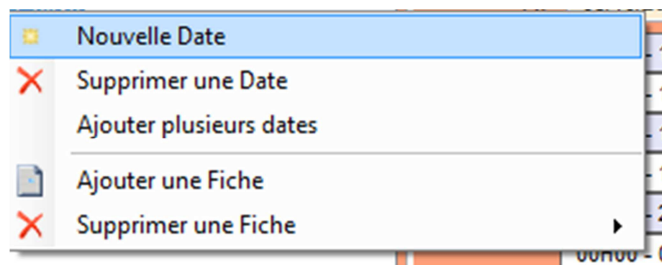 Nouvelle Date
Supprimer une Date
Ajouter plusieurs dates
Ajouter une Fiche
Supprimer une Fiche